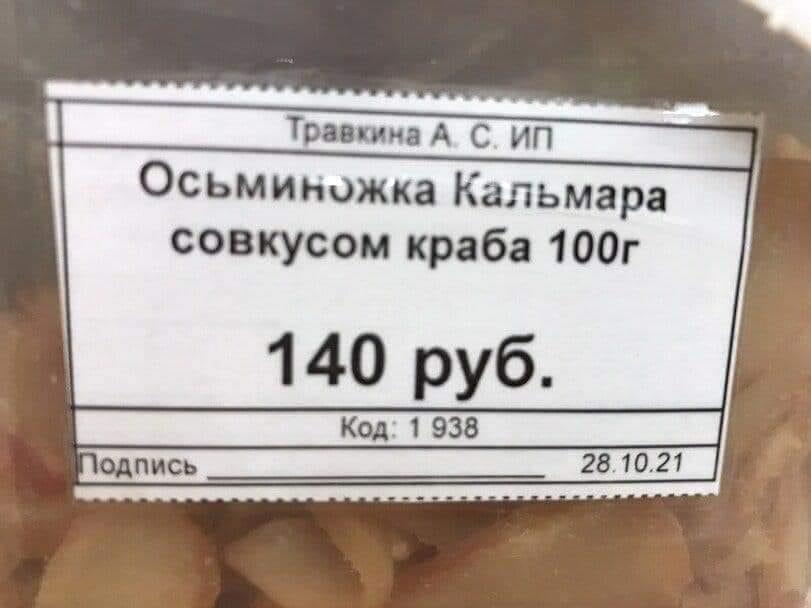 Травкина А. С. ИП
Осьминожка Кальмара
совкусом краба 100г
140 руб.
Код: 1 938
Подпись 28.10.21